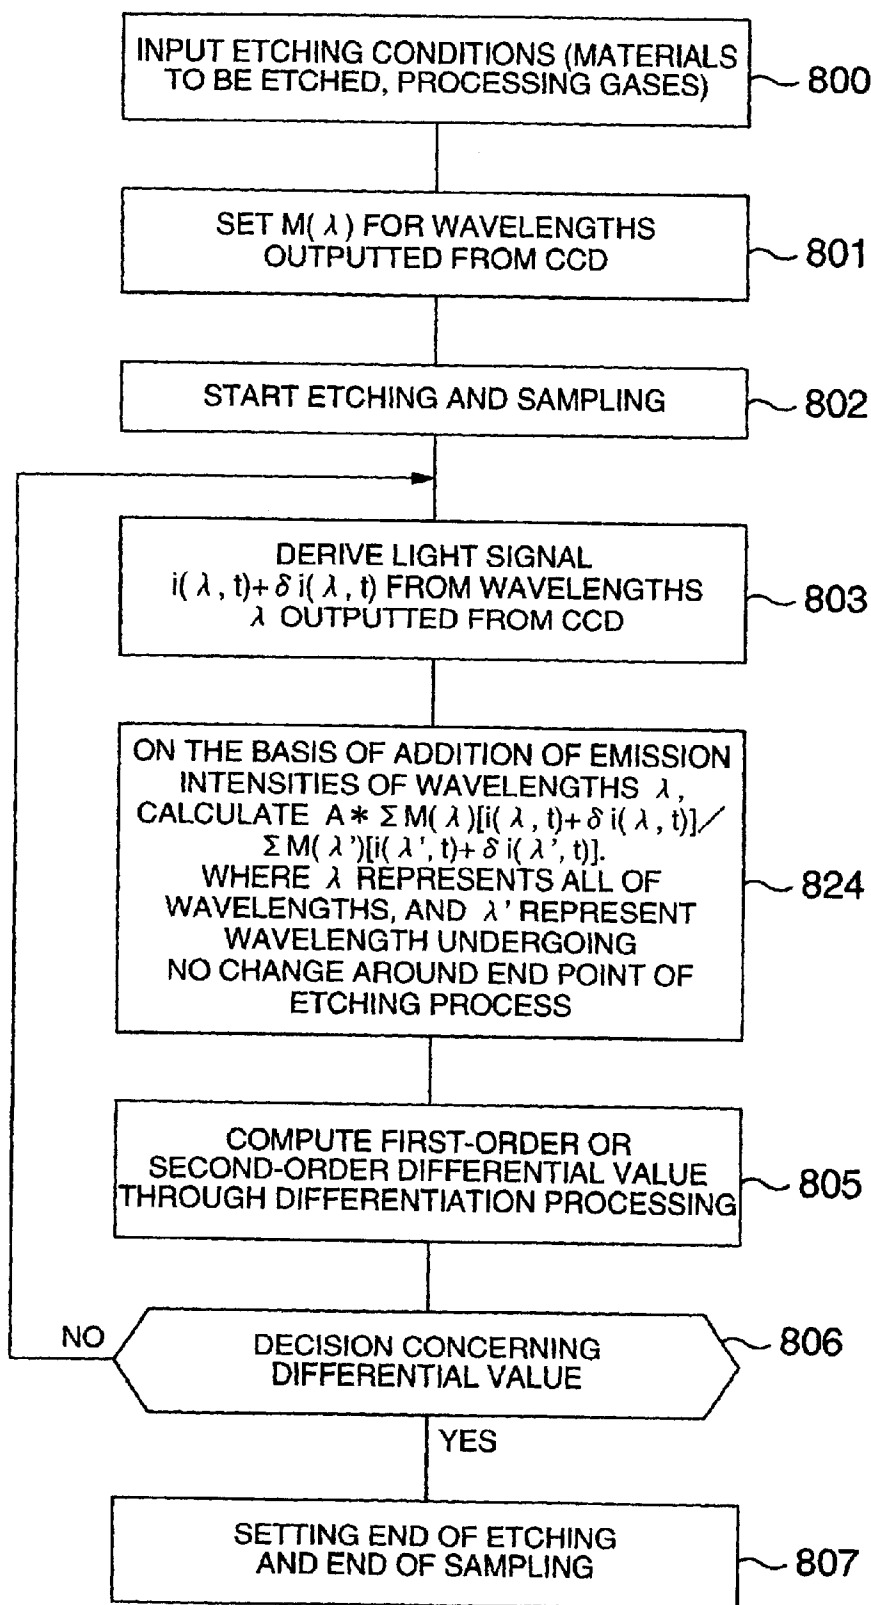 INPUT ETCHING CONDITIONS (MATERIALS
TO BE ETCHED, PROCESSING GASES)
800
SET M( λ ) FOR WAVELENGTHS
OUTPUTTED FROM CCD
801
START ETCHING AND SAMPLING
802
DERIVE LIGHT SIGNAL
i( λ , t)+ δ i( λ , t) FROM WAVELENGTHS
λ OUTPUTTED FROM CCD
803
ON THE BASIS OF ADDITION OF EMISSION
INTENSITIES OF WAVELENGTHS λ,
CALCULATE A * Σ M( λ )[i( λ , t)+ δ i( λ , t)]/
Σ M( λ')[i( λ', t)+ δ i( λ', t)].
WHERE λ REPRESENTS ALL OF
WAVELENGTHS, AND λ' REPRESENT
WAVELENGTH UNDERGOING
NO CHANGE AROUND END POINT OF
ETCHING PROCESS
824
COMPUTE FIRST-ORDER OR
SECOND-ORDER DIFFERENTIAL VALUE
THROUGH DIFFERENTIATION PROCESSING
805
NO
DECISION CONCERNING
DIFFERENTIAL VALUE
806
YES
SETTING END OF ETCHING
AND END OF SAMPLING
807